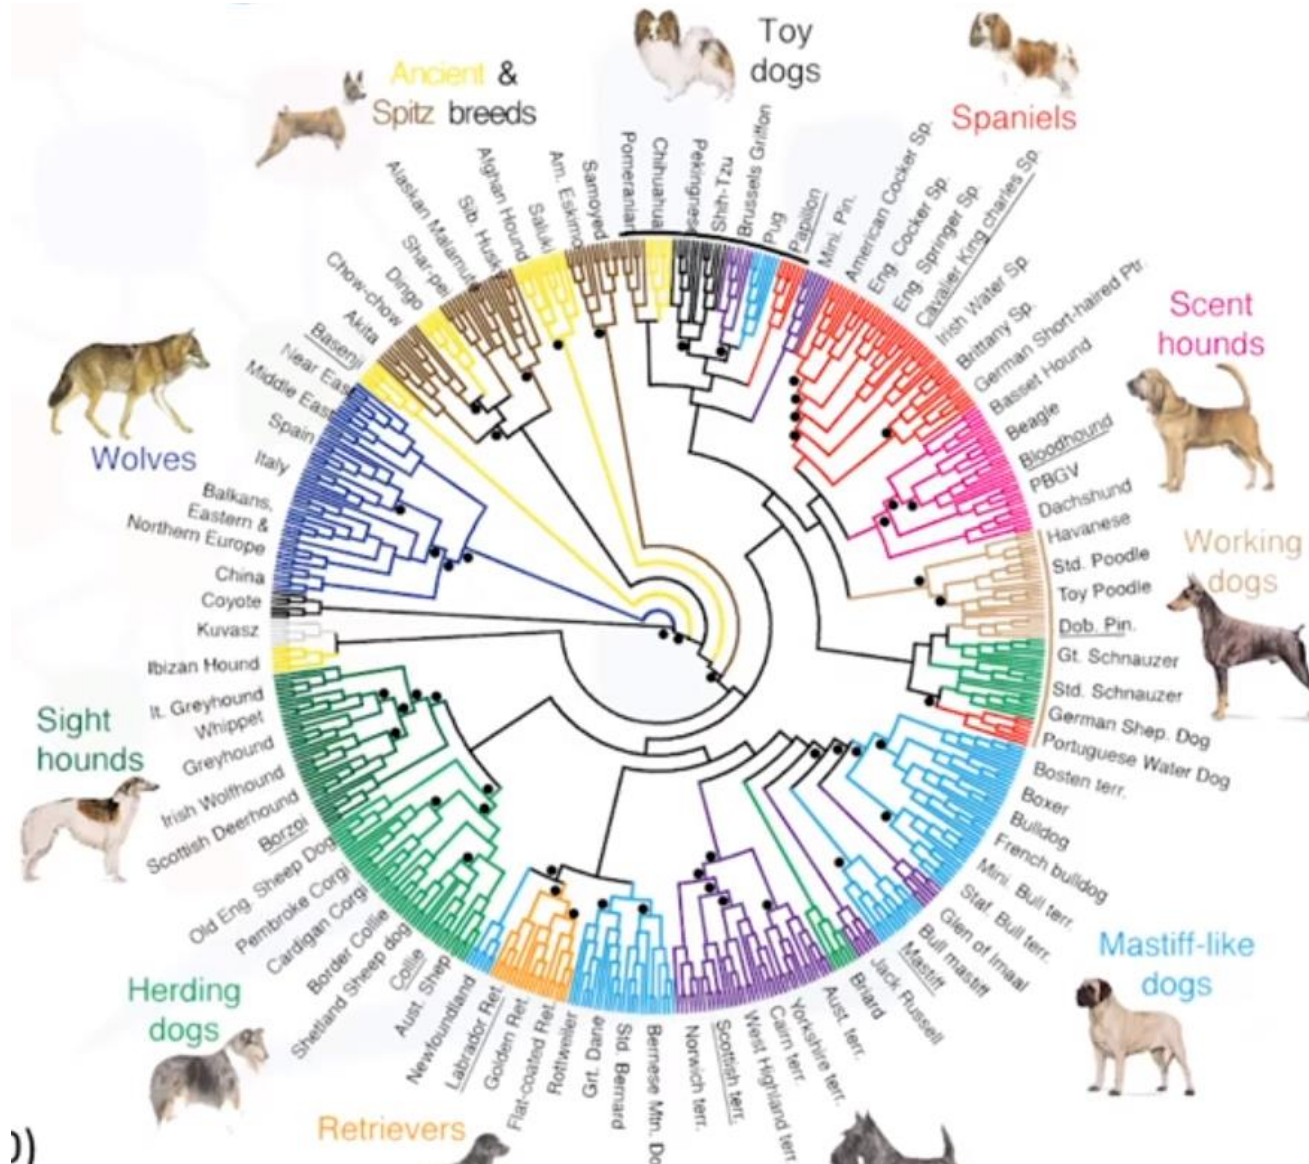 Ancient &
Spitz breeds
Toy
dogs
Spaniels
Scent
hounds
Working
dogs
Mastiff-like
dogs
Retrievers
Herding
dogs
Sight
hounds
Wolves
Ibizan Hound
Kuvasz
Coyote
China
Balkans,
Eastern &
Northern Europe
Italy
Spain
Middle East
Near East
Basenji
Akita
Chow-chow
Dingo
Shar-pei
Alaskan Malamute
Sib. Husky
Afghan Hound
Saluki
Am. Eskimo
Samoyed
Pomeranian
Chihuahua
Pekingnese
Shih-Tzu
Brussels Griffon
Pug
Papillon
Mini. Pin.
American Cocker Sp.
Eng. Cocker Sp.
Eng Springer Sp.
Cavalier King charles Sp.
Irish Water Sp.
Brittany Sp.
German Short-haired Ptr.
Basset Hound
Beagle
Bloodhound
PBGV
Dachshund
Havanese
Std. Poodle
Toy Poodle
Dob. Pin.
Gt. Schnauzer
Std. Schnauzer
German Shep. Dog
Portuguese Water Dog
Bosten terr.
Boxer
Bulldog
French bulldog
Mini. Bull terr.
Staf. Bull terr.
Glen of Imaal
Bull mastiff
Mastiff
Jack Russell
Briard
Aust. terr.
Yorkshire terr.
Cairn terr.
West Highland terr.
Scottish terr.
Norwich terr.
Bernese Mtn. Do
Std. Bernard
Grt. Dane
Rottweiler
Flat-coated Ret.
Golden Ret.
Labrador Ret.
Newfoundland
Aust. Shep
Collie
Shetland Sheep dog
Border Collie
Cardigan Corgi
Pembroke Corgi
Old Eng. Sheep Dog
Borzoi
Scottish Deerhound
Irish Wolfhound
Greyhound
Whippet
It. Greyhound